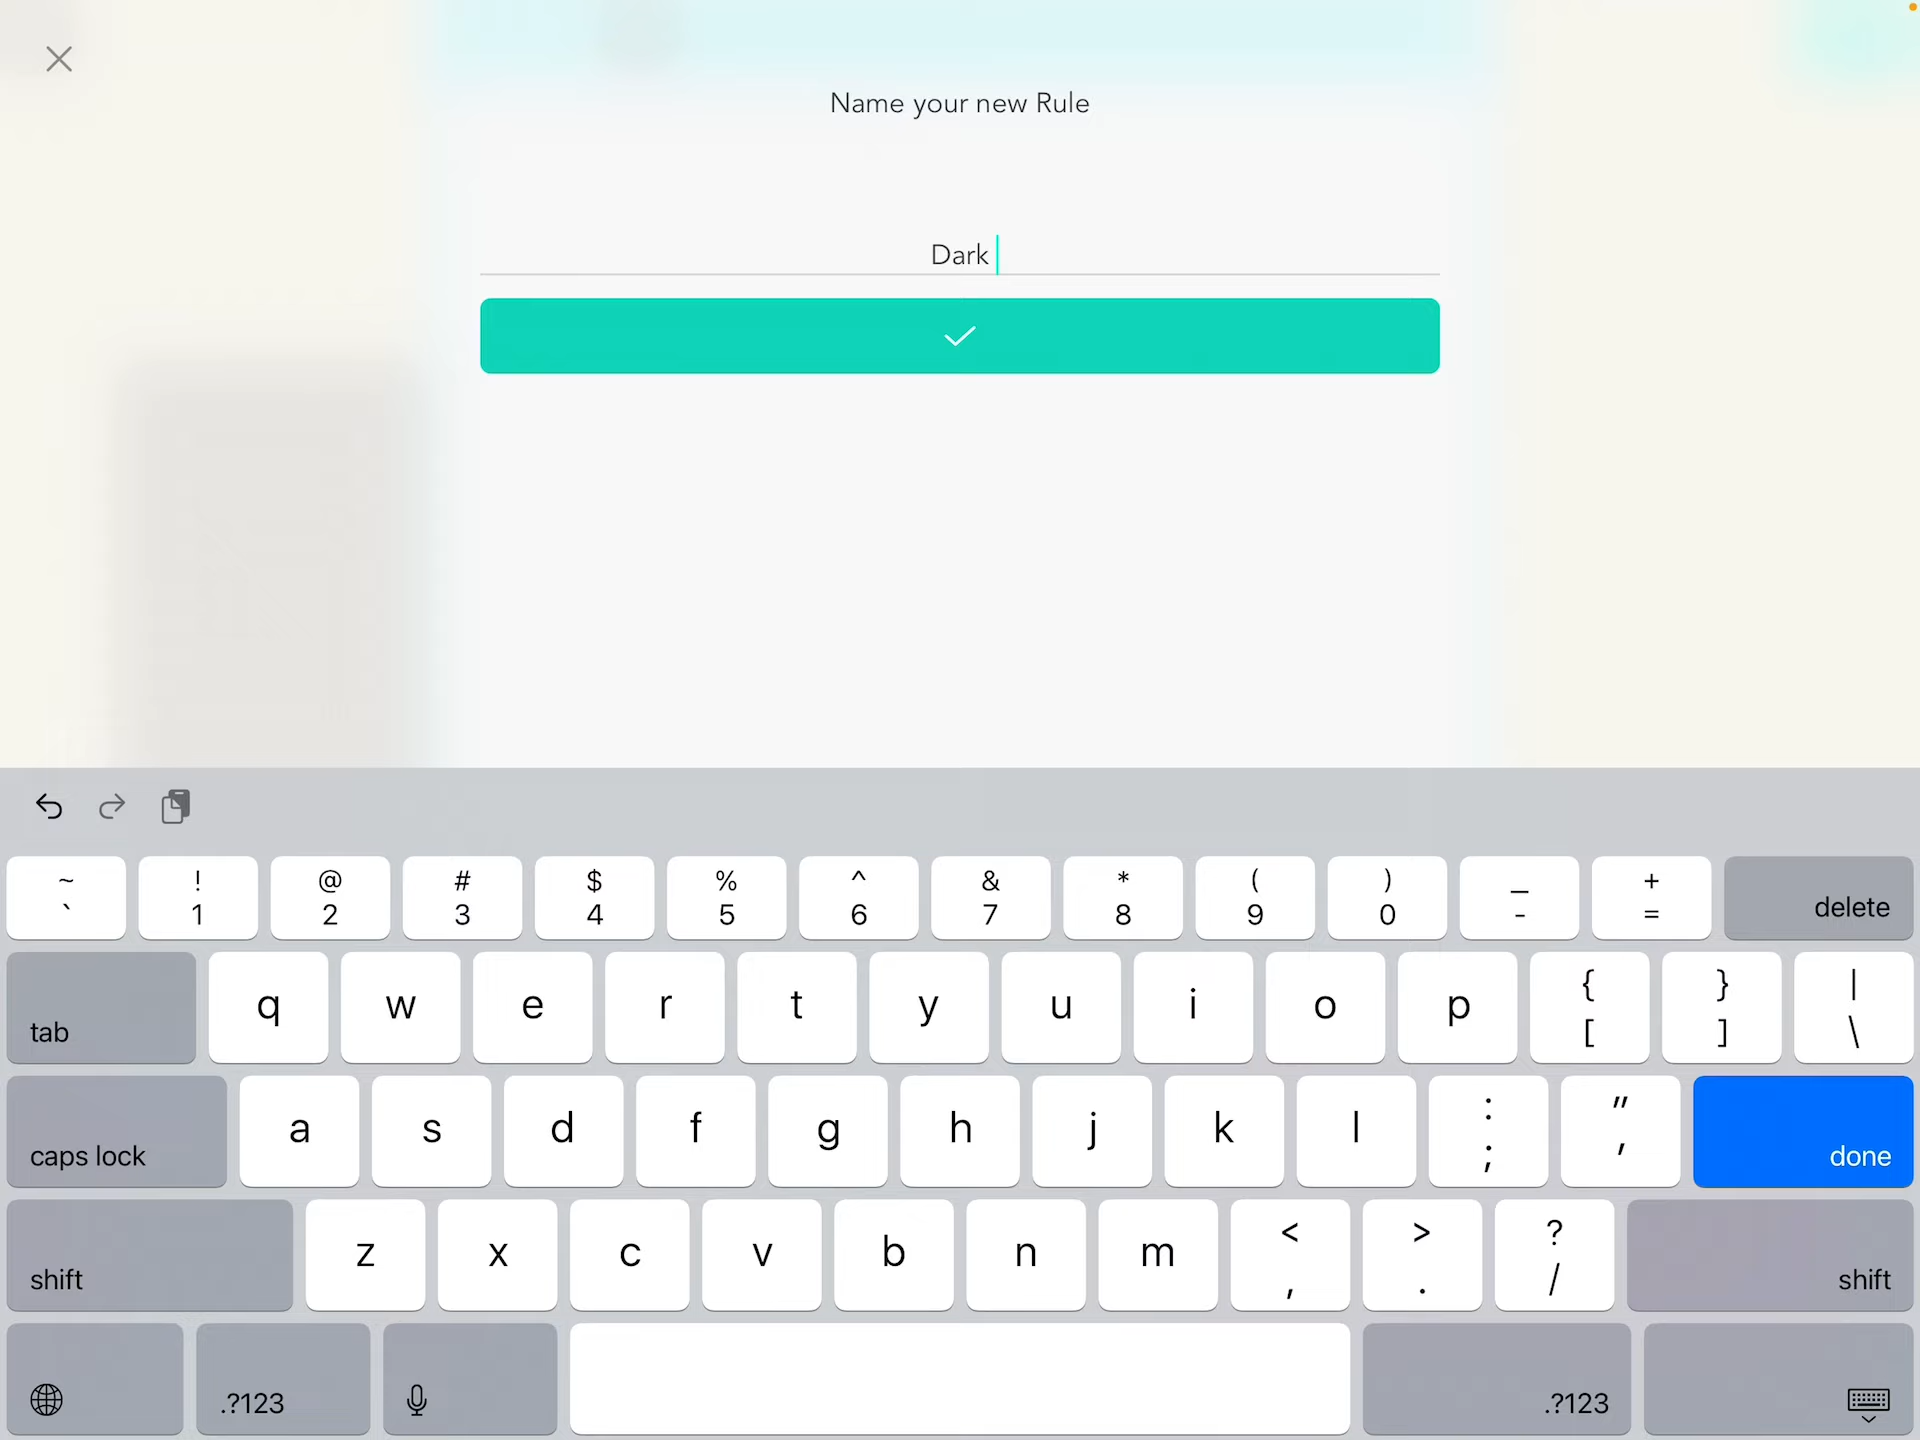 Name your new Rule
Dark
~ ! @ # $ % ^ & * ( ) _ +
` 1 2 3 4 5 6 7 8 9 0 - = delete
tab q w e r t y u i o p { [ } ] | \
caps lock a s d f g h j k l : ; " ' done
shift z x c v b n m < , > . ? / shift
.?123 .?123